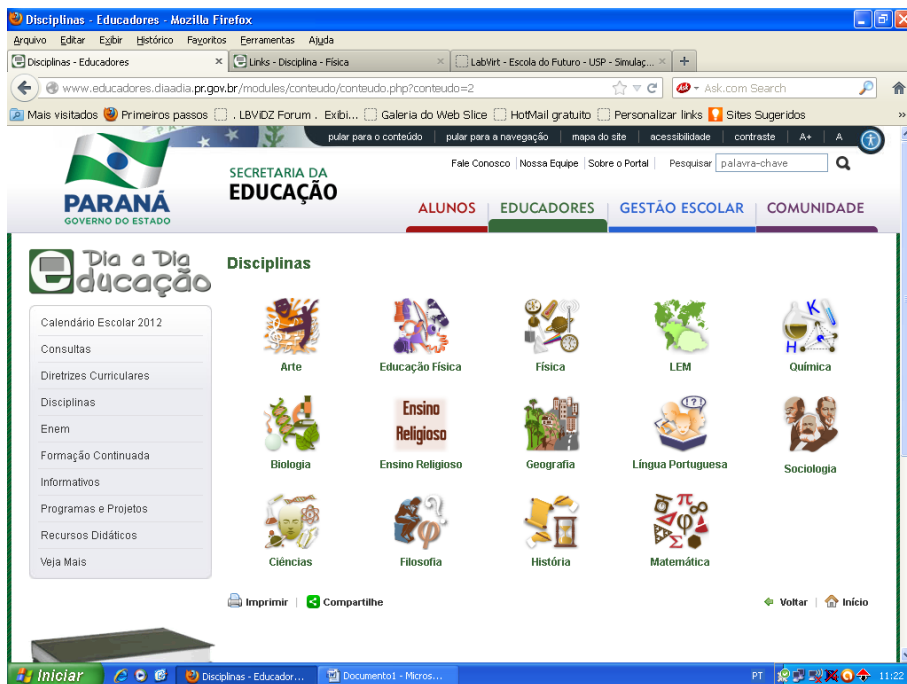 Disciplinas - Educadores - Mozilla Firefox
Arquivo Editar Exibir Histórico Favoritos Ferramentas Ajuda
Disciplinas - Educadores × Links - Disciplina - Física × LabVirt - Escola do Futuro - USP - Simulaç... × +
www.educadores.diaadia.pr.gov.br/modules/conteudo/conteudo.php?conteudo=2 Ask.com Search
Mais visitados Primeiros passos . LBViDZ Forum . Exibi... Galeria do Web Slice HotMail gratuito Personalizar links Sites Sugeridos »
pular para o conteúdo | pular para a navegação | mapa do site | acessibilidade | contraste | A+ | A
Fale Conosco | Nossa Equipe | Sobre o Portal | Pesquisar palavra-chave
SECRETARIA DA
EDUCAÇÃO
PARANÁ
GOVERNO DO ESTADO
ALUNOS EDUCADORES GESTÃO ESCOLAR COMUNIDADE
Dia a Dia
educação
Calendário Escolar 2012
Consultas
Diretrizes Curriculares
Disciplinas
Enem
Formação Continuada
Informativos
Programas e Projetos
Recursos Didáticos
Veja Mais
Disciplinas
Arte Educação Física Física LEM Química
Ensino
Religioso
Biologia Ensino Religioso Geografia Língua Portuguesa Sociologia
Ciências Filosofia História Matemática
Imprimir | Compartilhe Voltar | Início
Iniciar Disciplinas - Educador... Documento1 - Micros... PT 11:22